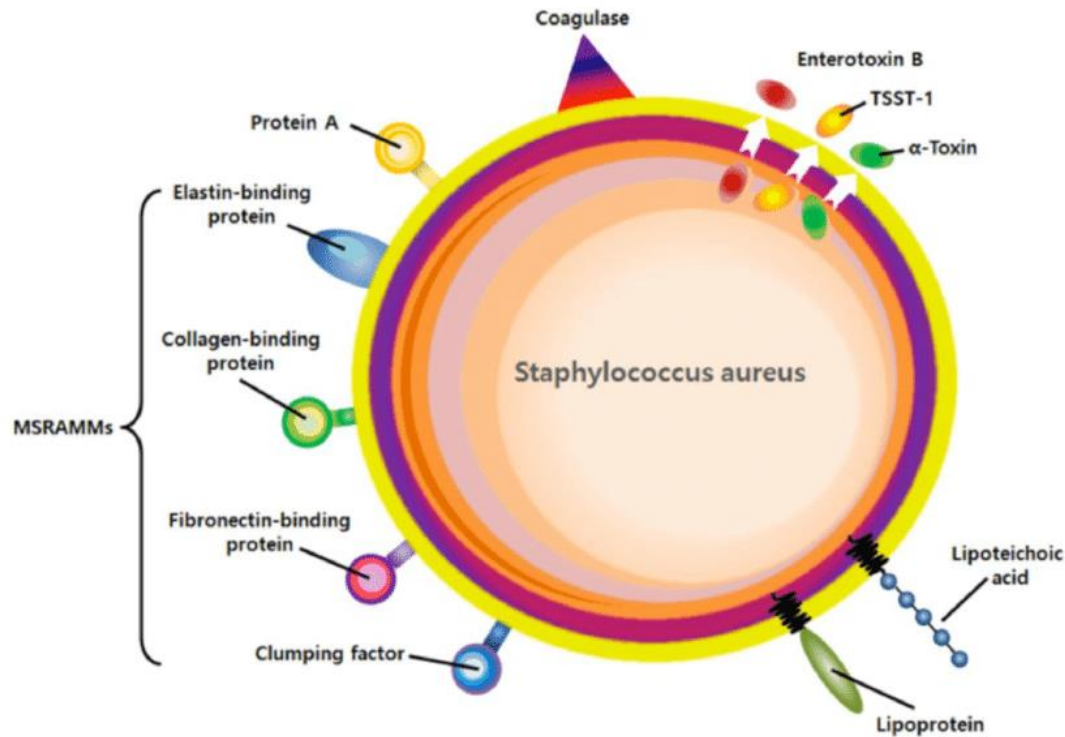 Coagulase
Enterotoxin B
TSST-1
α-Toxin
Protein A
Elastin-binding
protein
Collagen-binding
protein
MSRAMMs
Staphylococcus aureus
Fibronectin-binding
protein
Clumping factor
Lipoteichoic
acid
Lipoprotein